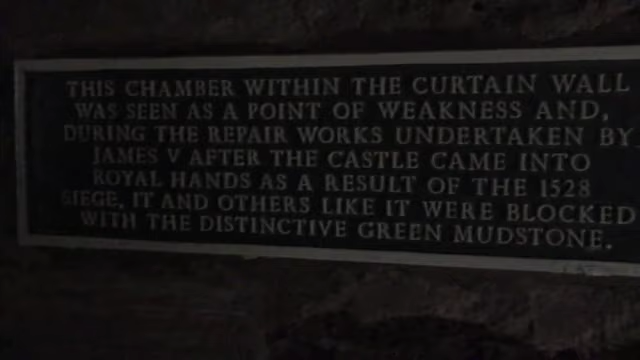 THIS CHAMBER WITHIN THE CURTAIN WALL
WAS SEEN AS A POINT OF WEAKNESS AND,
DURING THE REPAIR WORKS UNDERTAKEN BY
JAMES V AFTER THE CASTLE CAME INTO
ROYAL HANDS AS A RESULT OF THE 1528
SIEGE, IT AND OTHERS LIKE IT WERE BLOCKED
WITH THE DISTINCTIVE GREEN MUDSTONE.